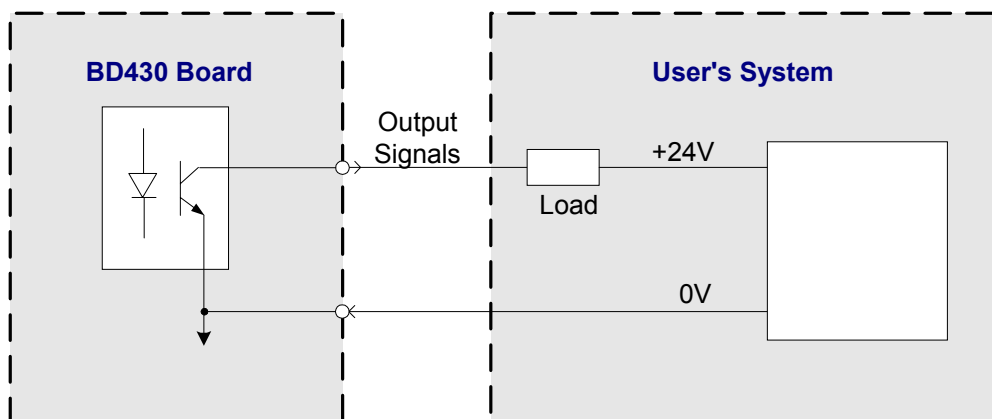 BD430 Board
User's System
Output
Signals
+24V
Load
0V